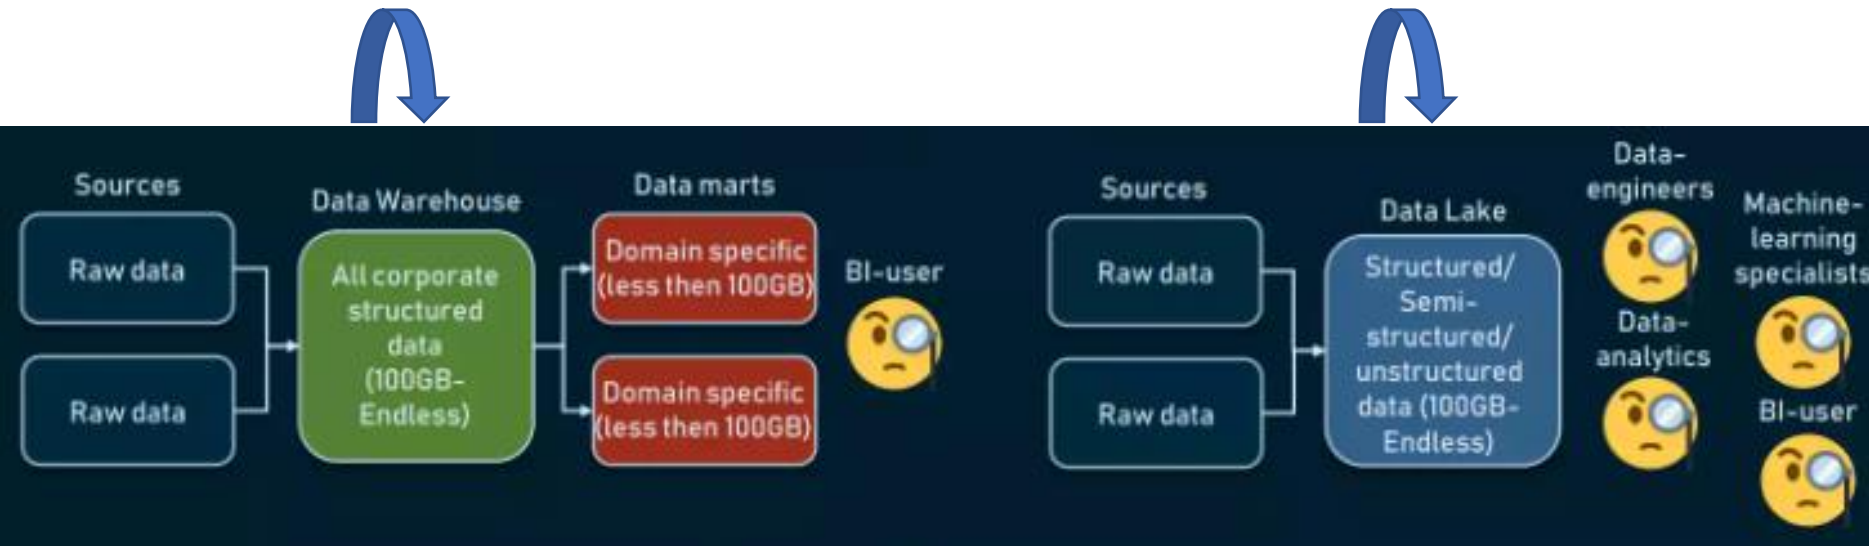 Sources
Raw data
Raw data
Data Warehouse
All corporate
structured
data
(100GB-
Endless)
Data marts
Domain specific
(less then 100GB)
Domain specific
(less then 100GB)
BI-user
Sources
Raw data
Raw data
Data Lake
Structured/
Semi-
structured/
unstructured
data (100GB-
Endless)
Data-
engineers
Data-
analytics
Machine-
learning
specialists
BI-user